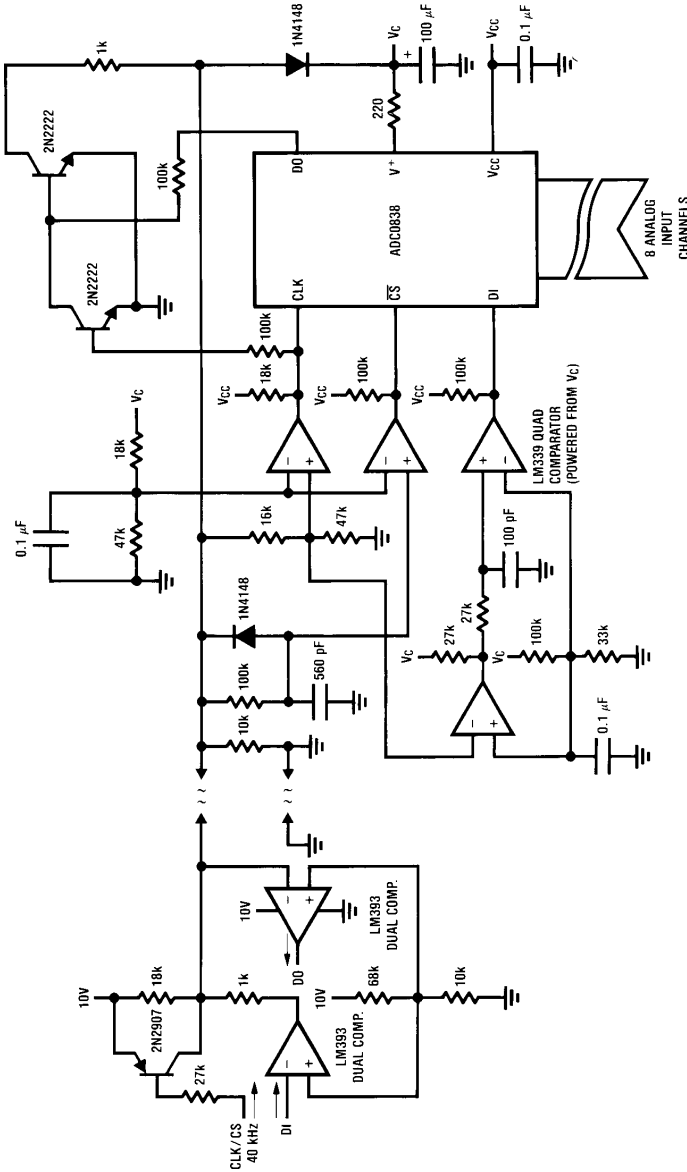 10V
18k
2N2907
27k
CLK/CS
40 kHz
DI
1k
LM393
DUAL COMP.
10V
68k
10k
10V
DO
LM393
DUAL COMP.
~
~
~
~
10k
100k
560 pF
1N4148
0.1 μF
47k
18k
VC
16k
47k
VC
27k
27k
100 pF
VC
100k
33k
0.1 μF
−
+
−
+
−
+
−
+
−
+
−
+
LM339 QUAD
COMPARATOR
(POWERED FROM VC)
VCC
18k
100k
VCC
100k
VCC
100k
2N2222
2N2222
1k
100k
1N4148
CLK
CS
DI
ADC0838
DO
V+
VCC
220
VC
+
100 μF
VCC
0.1 μF
8 ANALOG
INPUT
CHANNELS